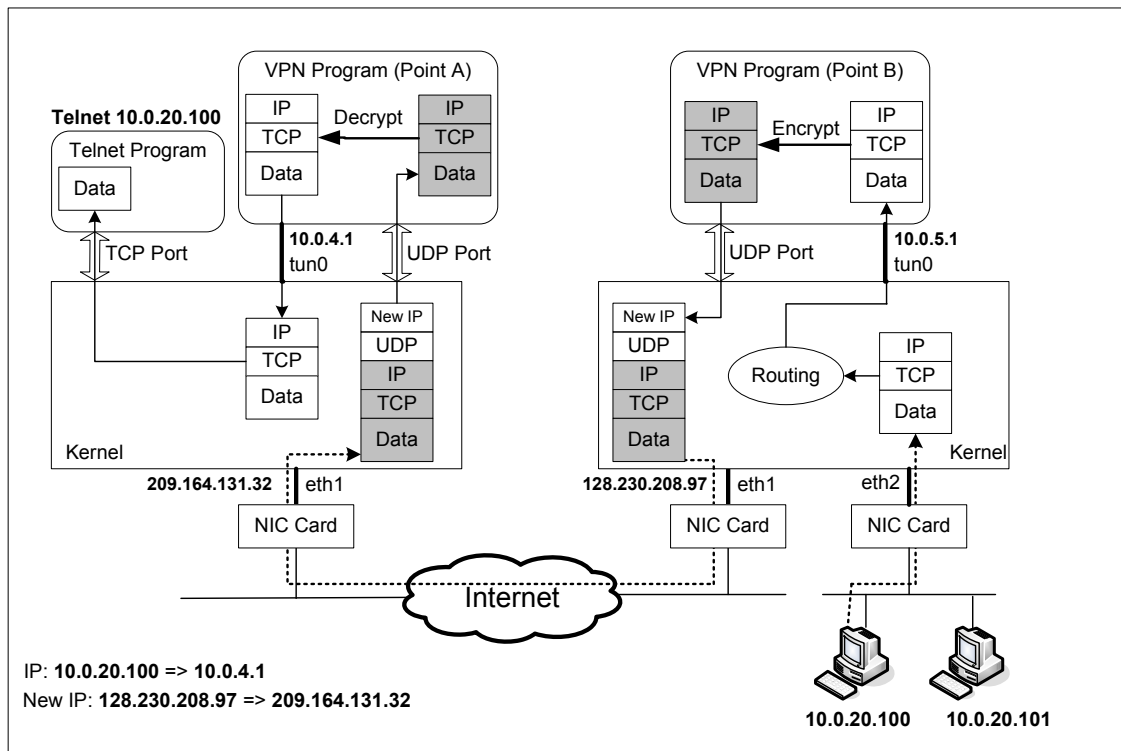 VPN Program (Point A)
IP
TCP
Data
Decrypt
IP
TCP
Data
Telnet 10.0.20.100
Telnet Program
Data
TCP Port
10.0.4.1
tun0
UDP Port
IP
TCP
Data
New IP
UDP
IP
TCP
Data
Kernel
209.164.131.32
eth1
NIC Card
VPN Program (Point B)
IP
TCP
Data
Encrypt
IP
TCP
Data
UDP Port
10.0.5.1
tun0
New IP
UDP
IP
TCP
Data
Routing
IP
TCP
Data
Kernel
128.230.208.97
eth1
eth2
NIC Card
NIC Card
Internet
10.0.20.100
10.0.20.101
IP: 10.0.20.100 => 10.0.4.1
New IP: 128.230.208.97 => 209.164.131.32